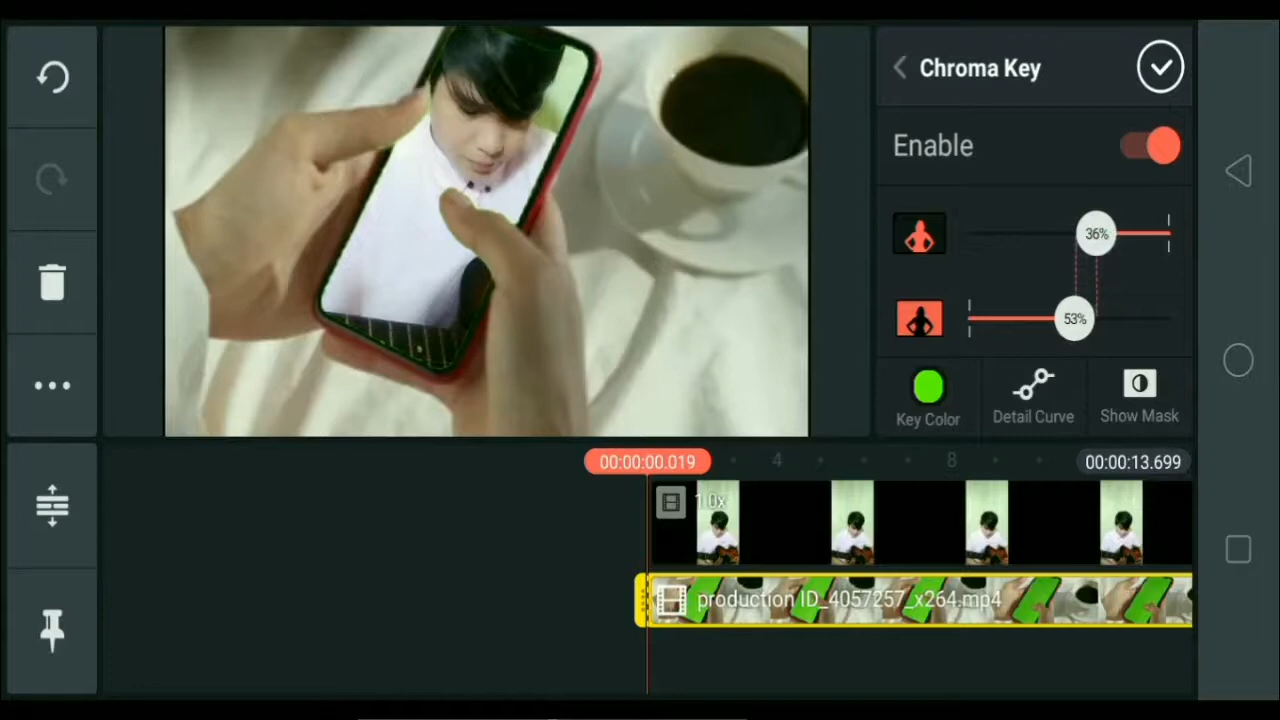 Chroma Key
Enable
36%
53%
Key Color
Detail Curve
Show Mask
00:00:00.019
4
8
00:00:13.699
1.0x
production ID_4057257_x264.mp4